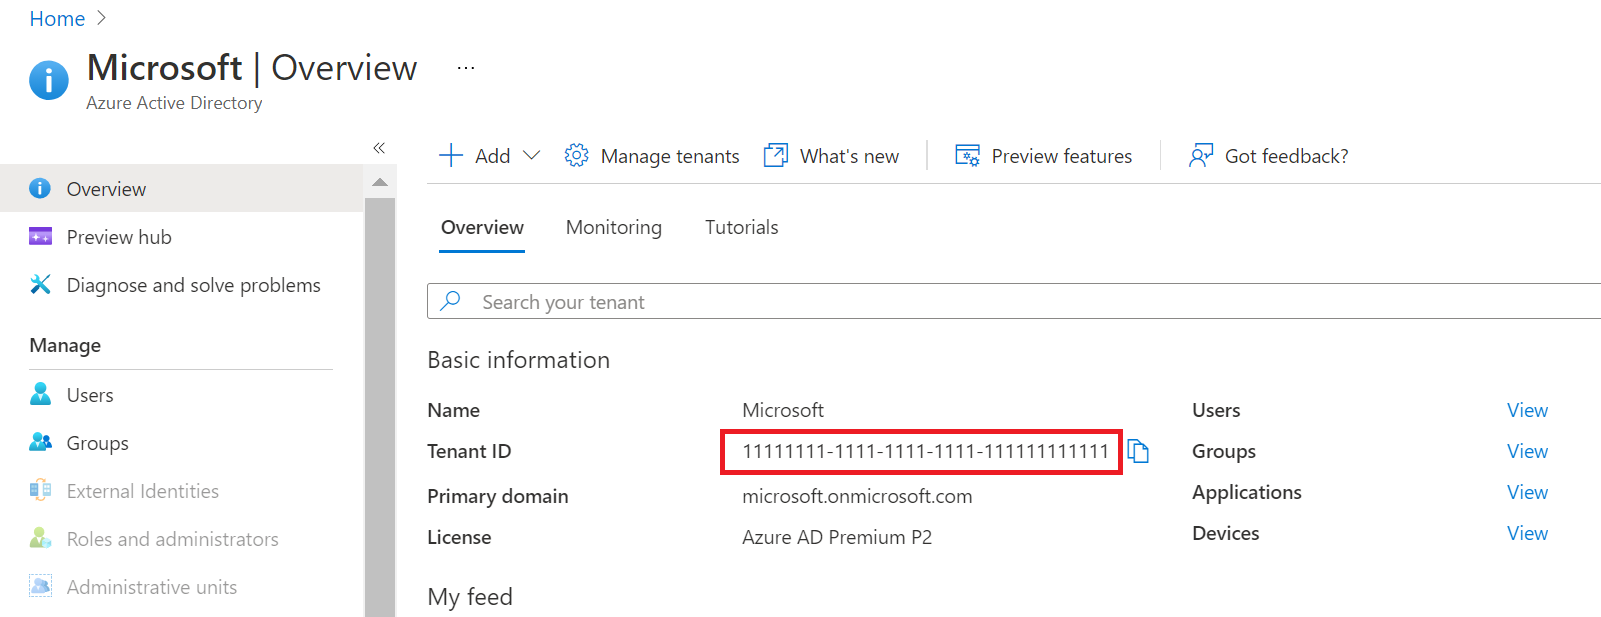 Home
Microsoft | Overview
...
Azure Active Directory
«
Add
Manage tenants
What's new
Preview features
Got feedback?
Overview
Preview hub
Diagnose and solve problems
Manage
Users
Groups
External Identities
Roles and administrators
Administrative units
Overview Monitoring Tutorials
Search your tenant
Basic information
Name Microsoft
Tenant ID 11111111-1111-1111-1111-111111111111
Primary domain microsoft.onmicrosoft.com
License Azure AD Premium P2
Users View
Groups View
Applications View
Devices View
My feed